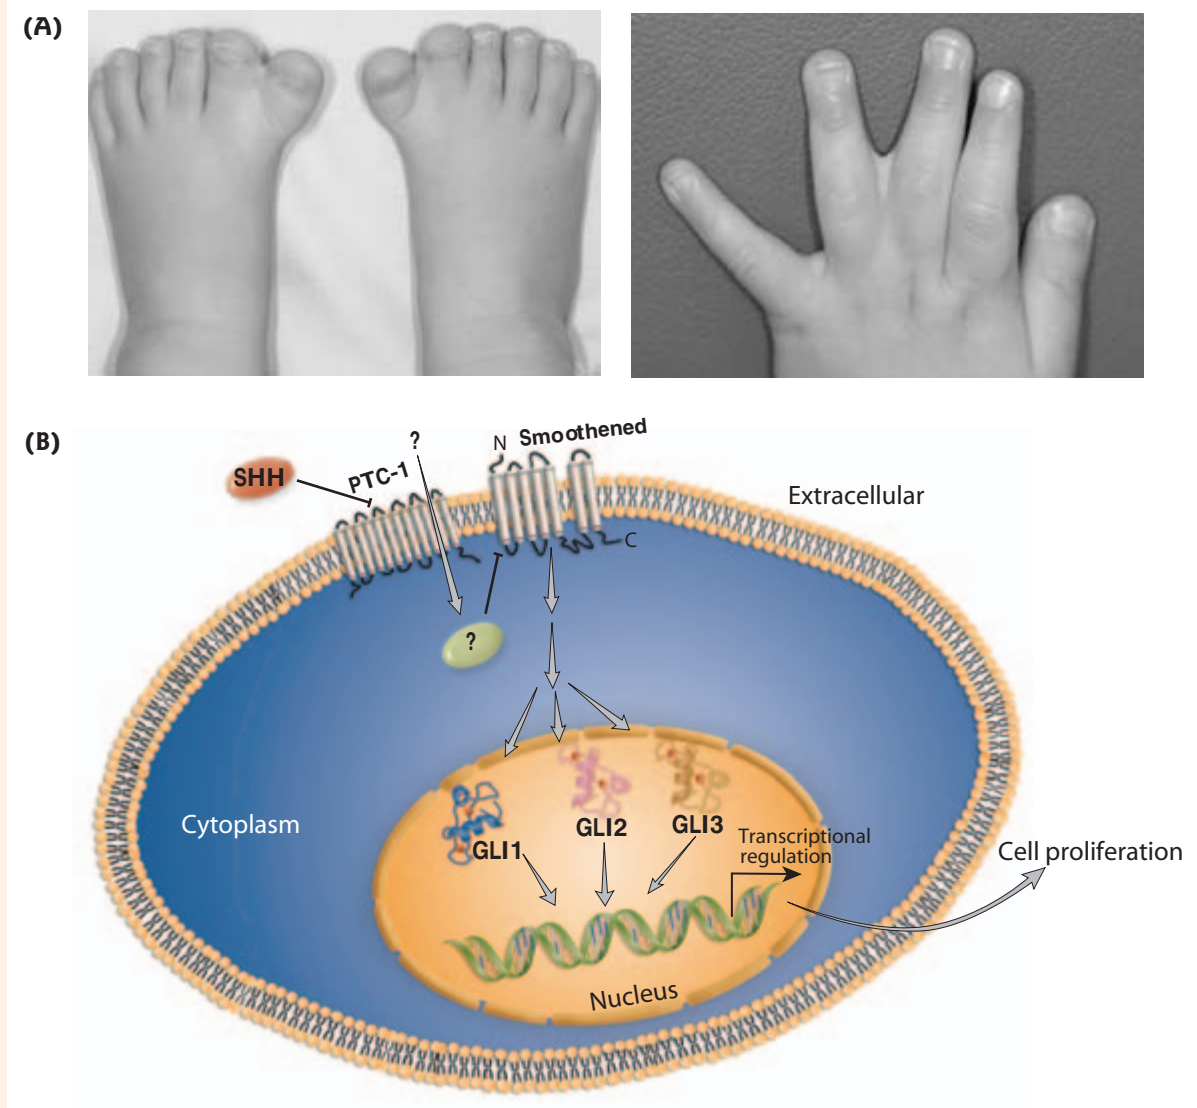 (A)
(B)
?
N Smoothened
SHH
PTC-1
Extracellular
C
?
Cytoplasm
GLI1
GLI2
GLI3
Transcriptional
regulation
Cell proliferation
Nucleus